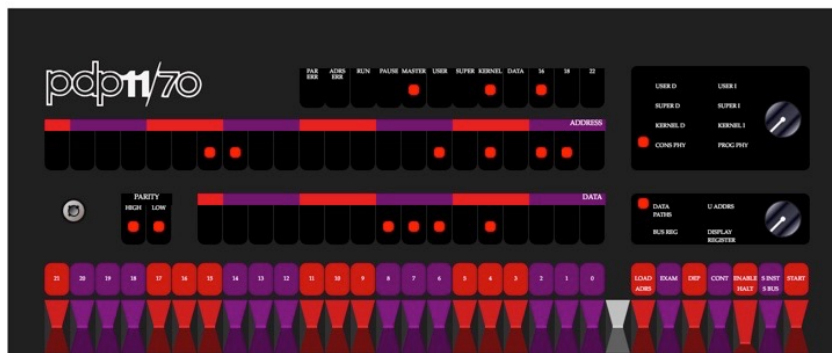 pdp11/70
PAR ERR ADRS ERR RUN PAUSE MASTER USER SUPER KERNEL DATA 16 18 22
ADDRESS
USER D USER I
SUPER D SUPER I
KERNEL D KERNEL I
CONS PHY PROG PHY
PARITY
HIGH LOW
DATA
DATA PATHS U ADDRS
BUS REG DISPLAY REGISTER
21 20 19 18 17 16 15 14 13 12 11 10 9 8 7 6 5 4 3 2 1 0
LOAD ADRS EXAM DEP CONT ENABLE HALT S INST S BUS START